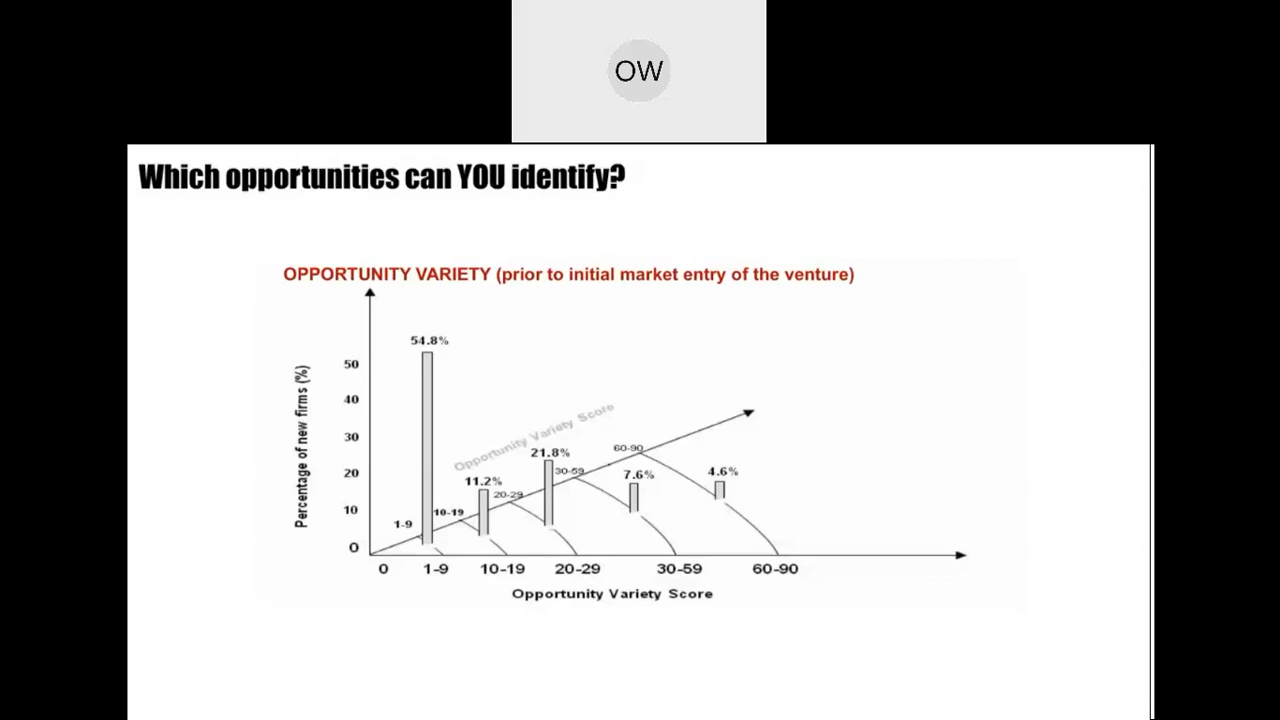 OW
Which opportunities can YOU identify?
OPPORTUNITY VARIETY (prior to initial market entry of the venture)
Percentage of new firms (%)
50
40
30
20
10
0
54.8%
11.2%
21.8%
7.6%
4.6%
Opportunity Variety Score
1-9
10-19
20-29
30-59
60-90
0 1-9 10-19 20-29 30-59 60-90
Opportunity Variety Score